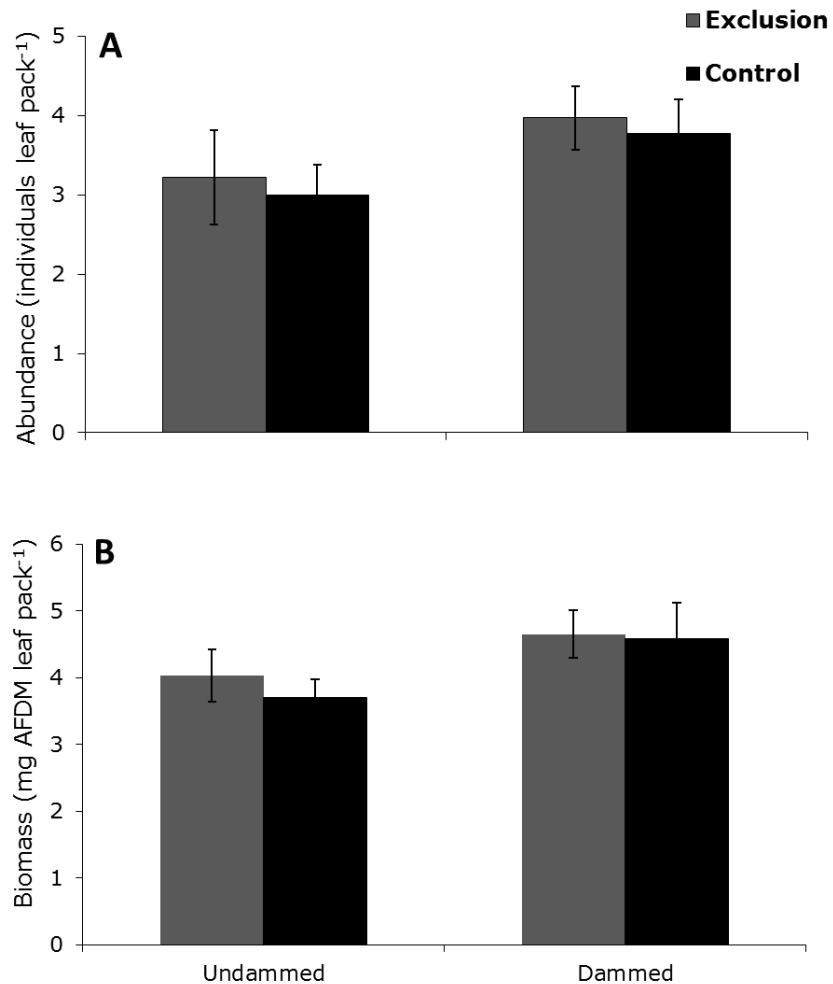 Exclusion
Control
A
Abundance (individuals leaf pack⁻¹)
5
4
3
2
1
0
B
Biomass (mg AFDM leaf pack⁻¹)
6
5
4
3
2
1
0
Undammed Dammed